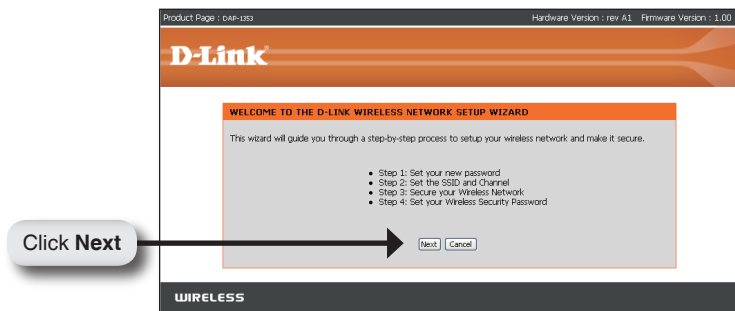 Product Page : DAP-1353 Hardware Version : rev A1 Firmware Version : 1.00
D-Link
WELCOME TO THE D-LINK WIRELESS NETWORK SETUP WIZARD
This wizard will guide you through a step-by-step process to setup your wireless network and make it secure.
• Step 1: Set your new password
• Step 2: Set the SSID and Channel
• Step 3: Secure your Wireless Network
• Step 4: Set your Wireless Security Password
Click Next
Next Cancel
WIRELESS